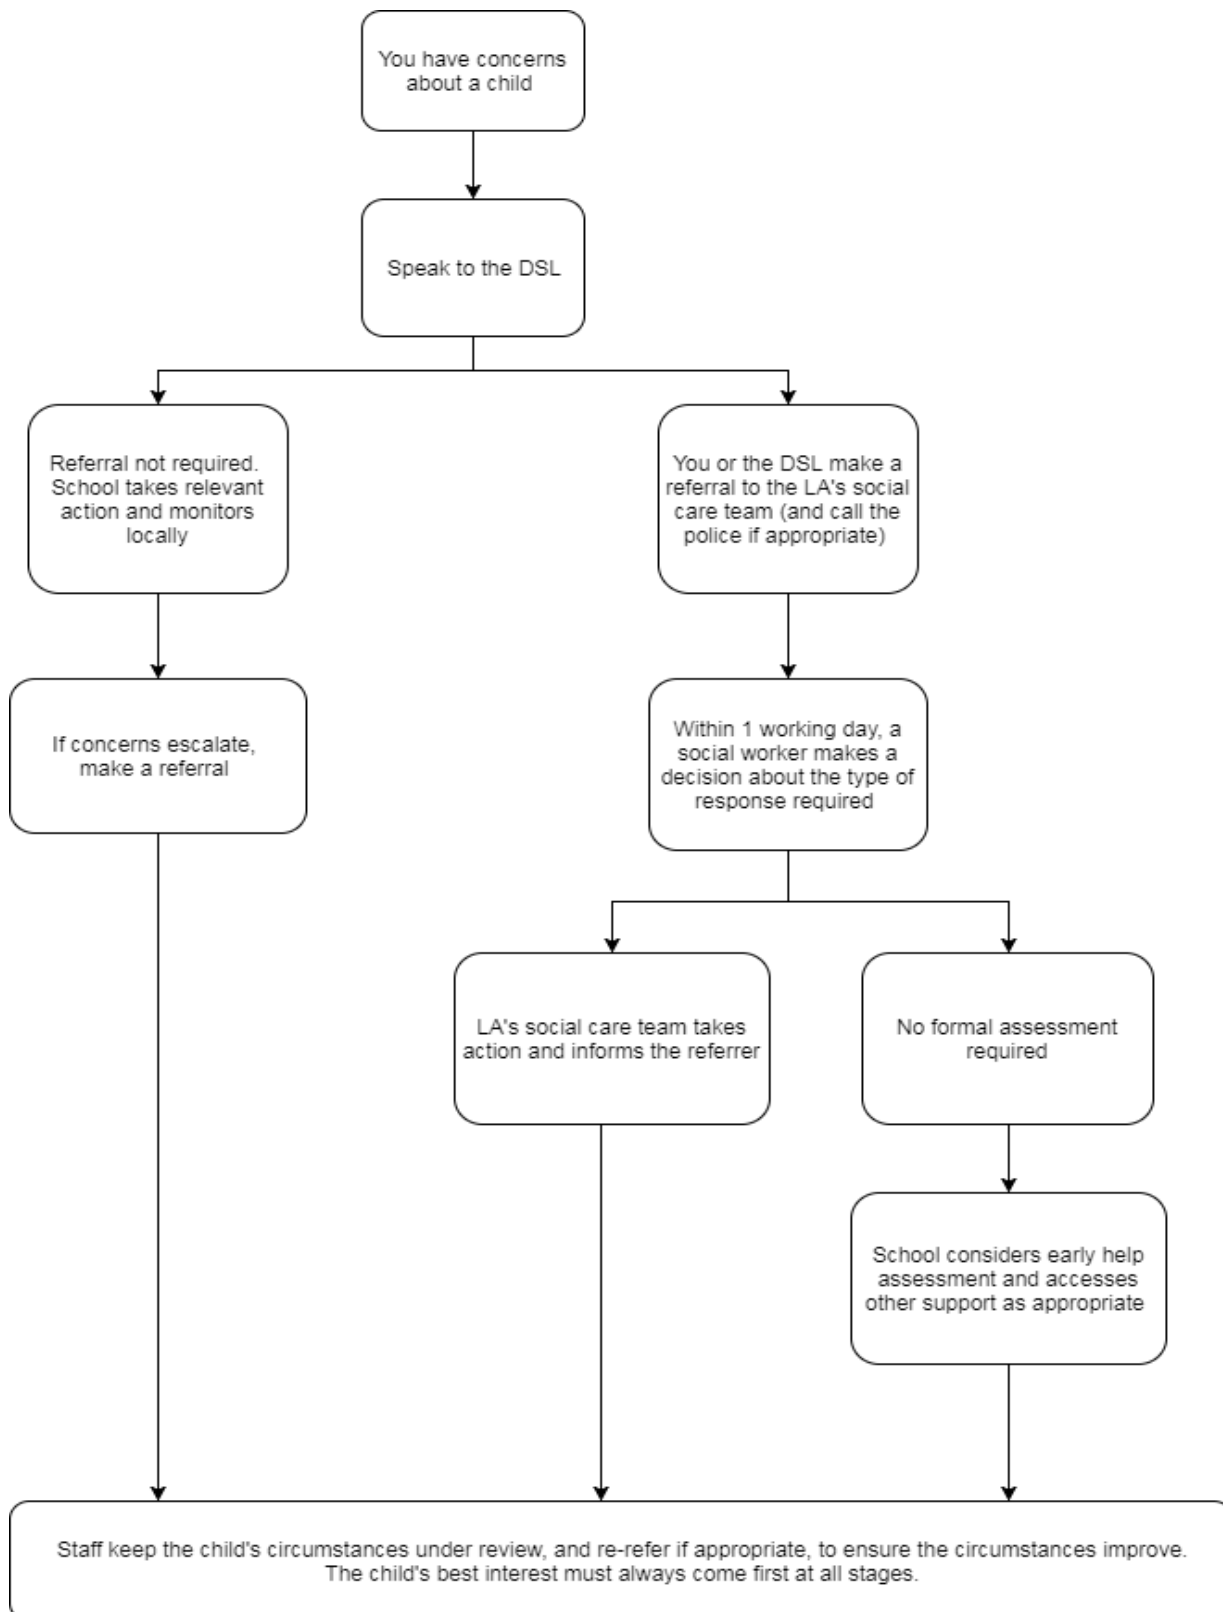 You have concerns
about a child
Speak to the DSL
Referral not required.
School takes relevant
action and monitors
locally
You or the DSL make a
referral to the LA's social
care team (and call the
police if appropriate)
If concerns escalate,
make a referral
Within 1 working day, a
social worker makes a
decision about the type of
response required
LA's social care team takes
action and informs the referrer
No formal assessment
required
School considers early help
assessment and accesses
other support as appropriate
Staff keep the child's circumstances under review, and re-refer if appropriate, to ensure the circumstances improve.
The child's best interest must always come first at all stages.